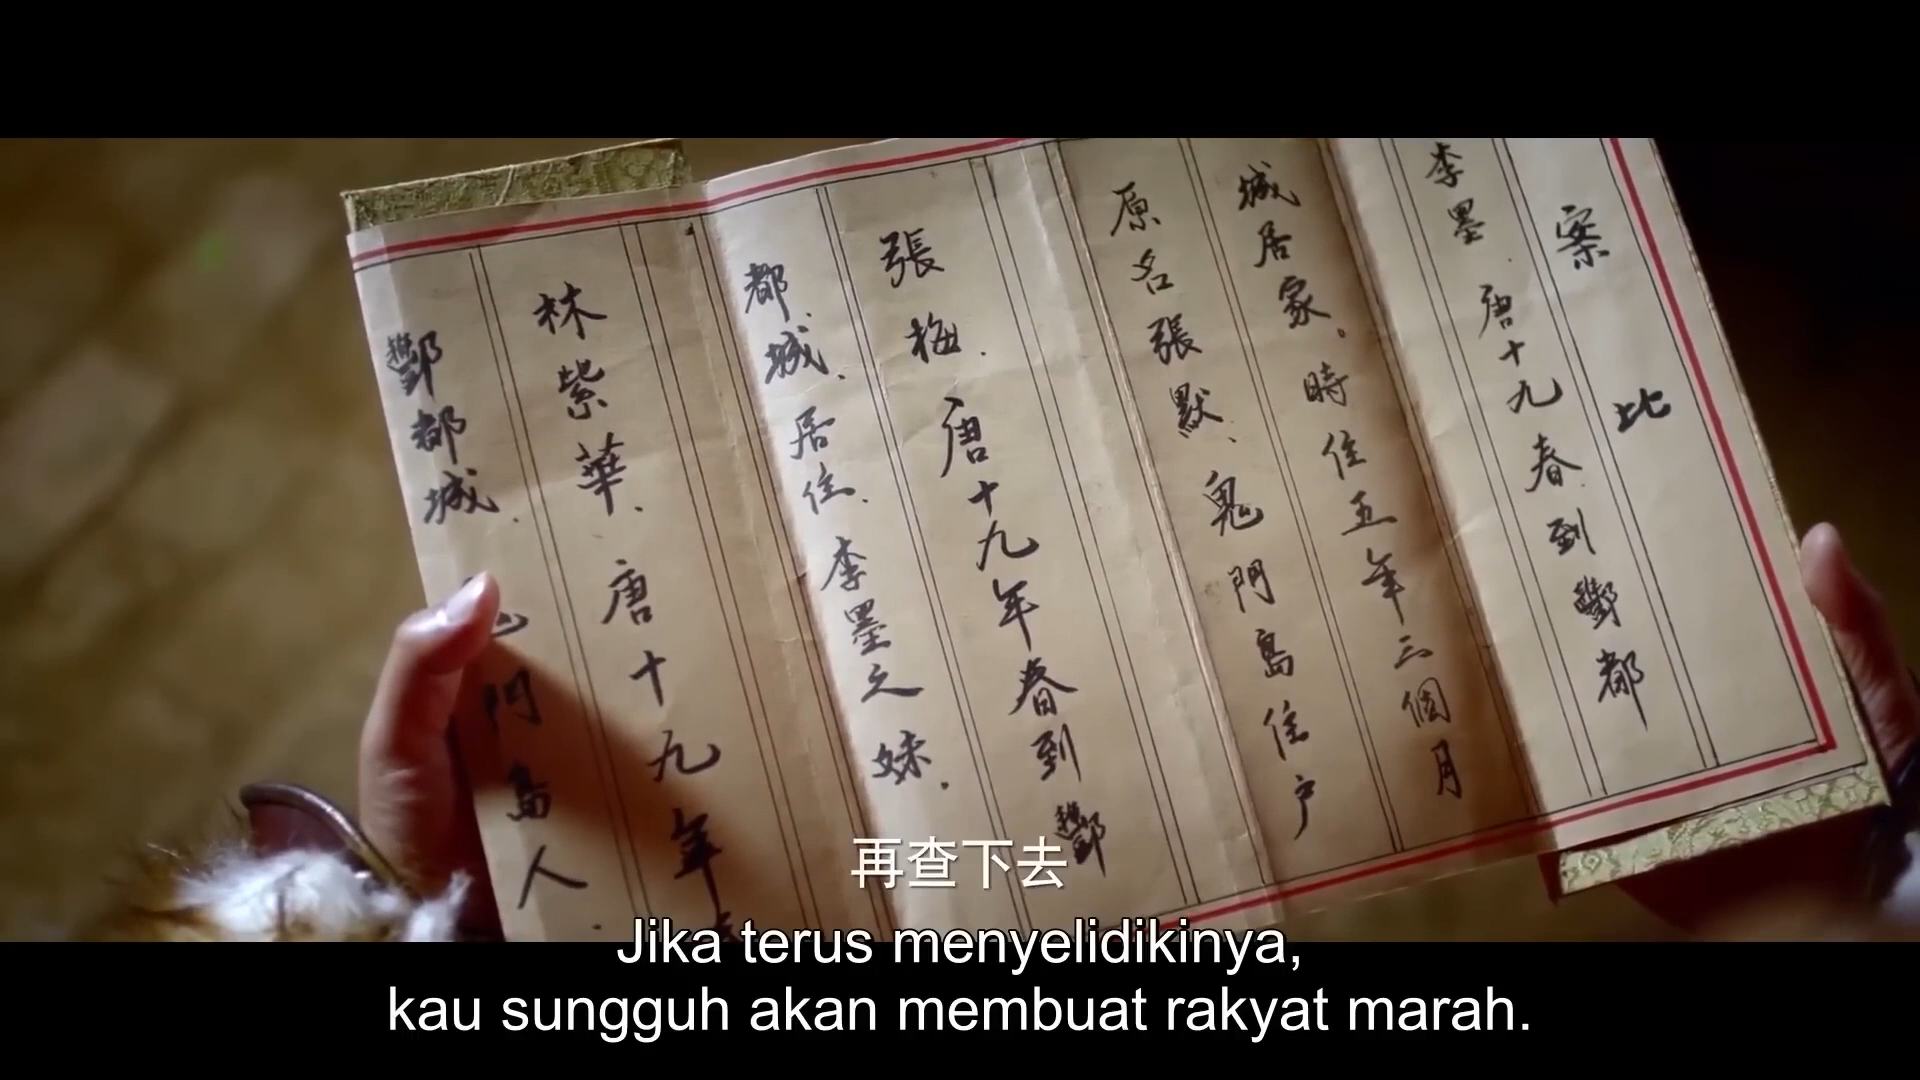 案比
李墨 唐十九春到酆都
城居家。時住五年三個月
原名張默、鬼門島住户
張梅、唐十九年春到酆
都城、居住、李墨之妹、
林紫華、唐十九年
酆都城、門島人、
再查下去
Jika terus menyelidikinya,
kau sungguh akan membuat rakyat marah.